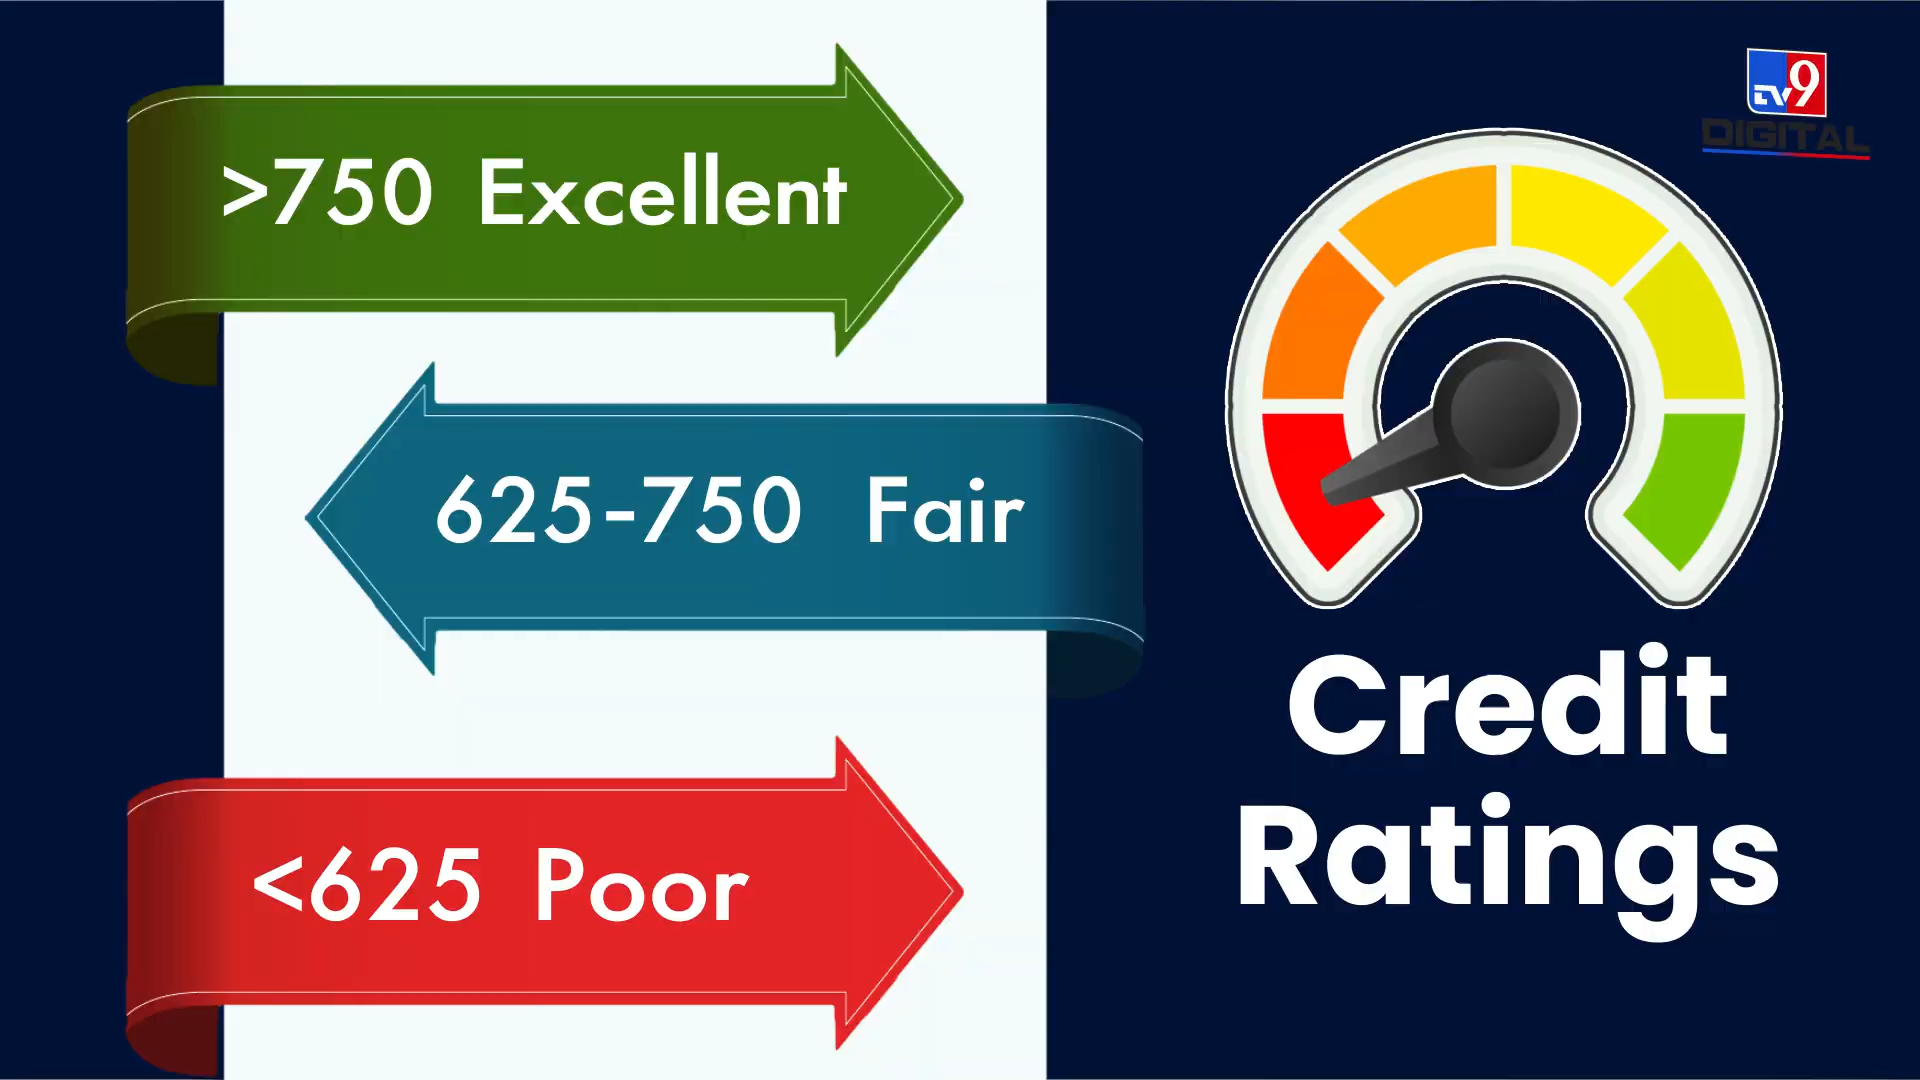 >750 Excellent
625-750 Fair
<625 Poor
tv9
DIGITAL
Credit
Ratings